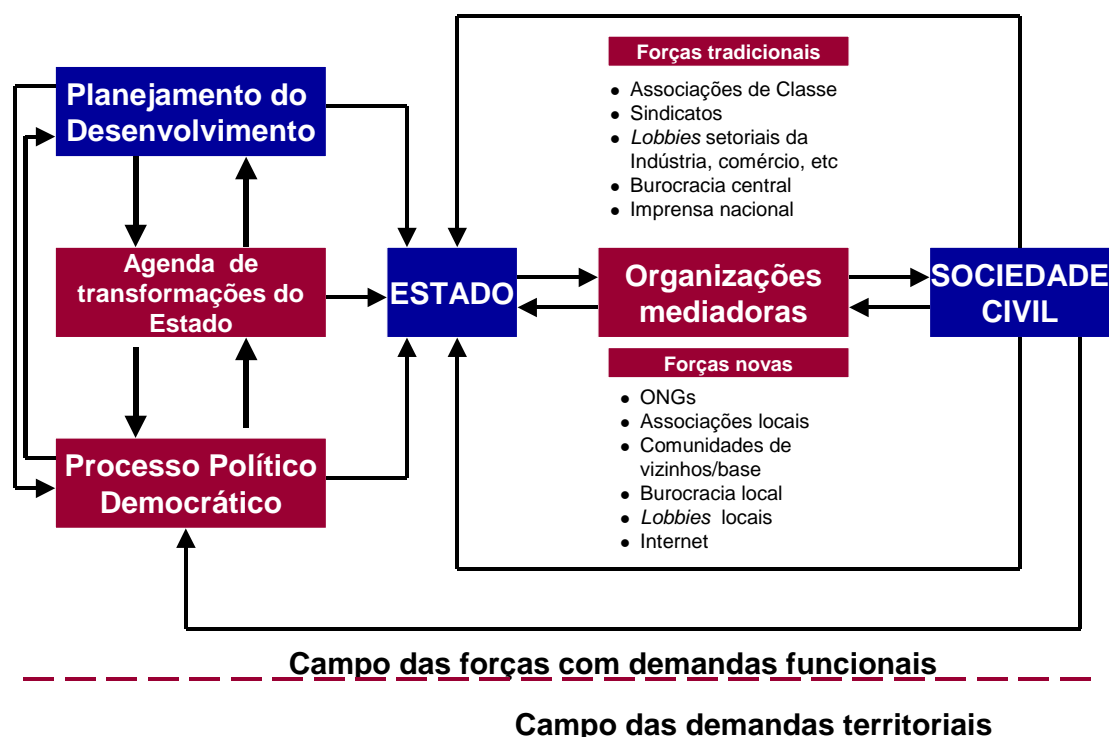 Planejamento do
Desenvolvimento
Agenda de
transformações do
Estado
Processo Político
Democrático
ESTADO
Forças tradicionais
● Associações de Classe
● Sindicatos
● Lobbies setoriais da
Indústria, comércio, etc
● Burocracia central
● Imprensa nacional
Organizações
mediadoras
Forças novas
● ONGs
● Associações locais
● Comunidades de
vizinhos/base
● Burocracia local
● Lobbies locais
● Internet
SOCIEDADE
CIVIL
Campo das forças com demandas funcionais
Campo das demandas territoriais